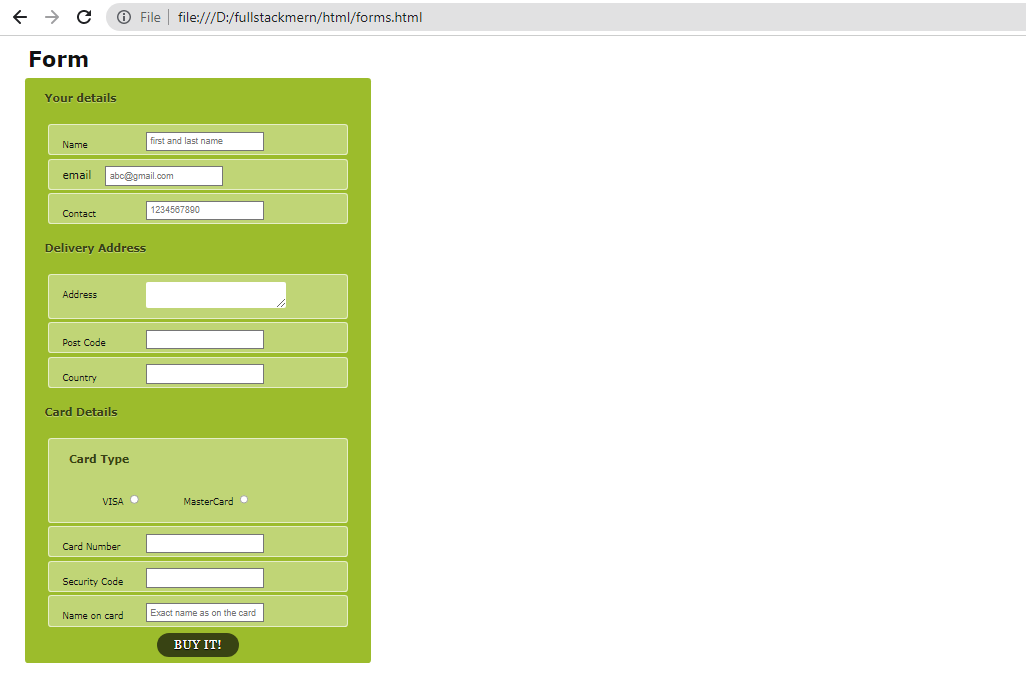 File file:///D:/fullstackmern/html/forms.html
Form
Your details
Name first and last name
email abc@gmail.com
Contact 1234567890
Delivery Address
Address
Post Code
Country
Card Details
Card Type
VISA MasterCard
Card Number
Security Code
Name on card Exact name as on the card
BUY IT!